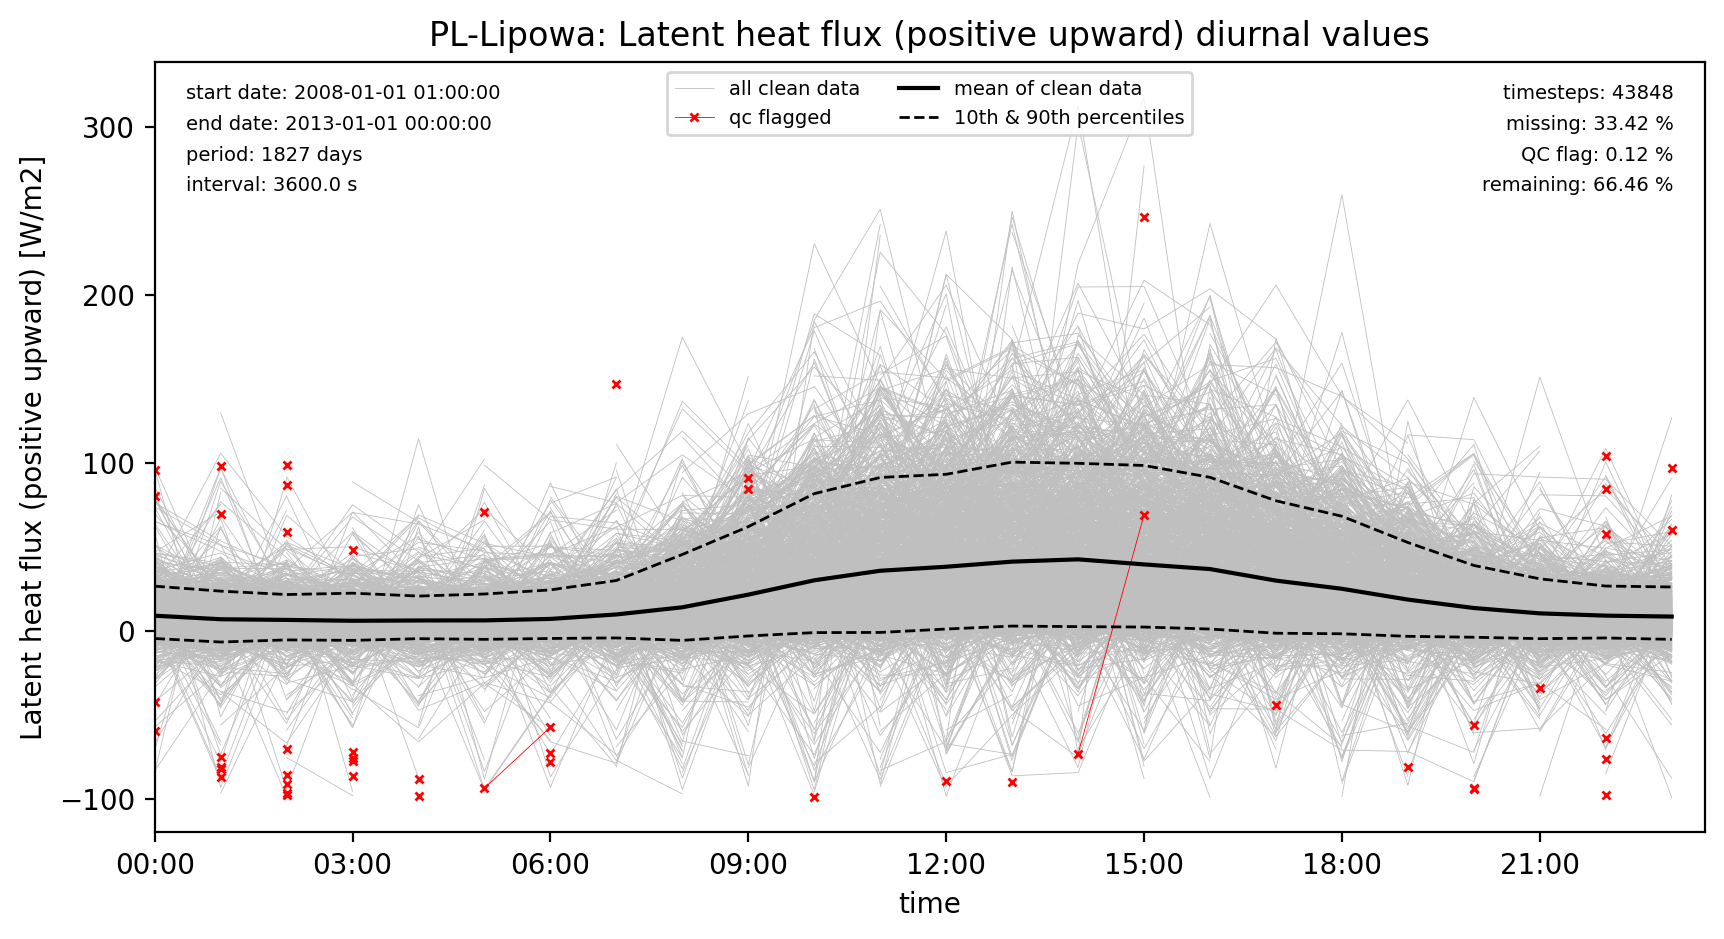 PL-Lipowa: Latent heat flux (positive upward) diurnal values
start date: 2008-01-01 01:00:00
end date: 2013-01-01 00:00:00
period: 1827 days
interval: 3600.0 s
all clean data
qc flagged
mean of clean data
10th & 90th percentiles
timesteps: 43848
missing: 33.42 %
QC flag: 0.12 %
remaining: 66.46 %
Latent heat flux (positive upward) [W/m2]
300
200
100
0
−100
00:00 03:00 06:00 09:00 12:00 15:00 18:00 21:00
time